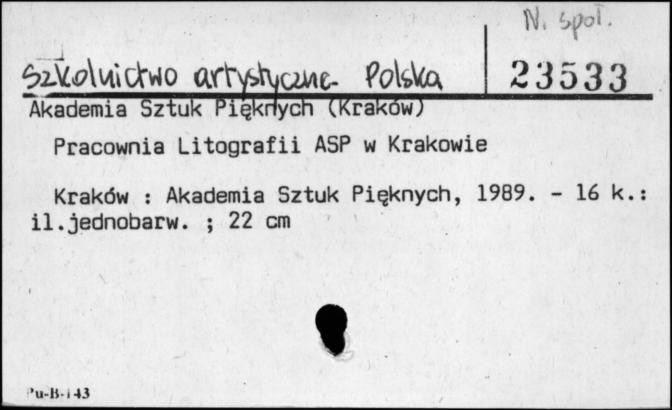 N. społ.
Szkolnictwo artystyczne - Polska
23533
Akademia Sztuk Pięknych (Kraków)
Pracownia Litografii ASP w Krakowie
Kraków : Akademia Sztuk Pięknych, 1989. - 16 k.:
il.jednobarw. ; 22 cm
Pu-B-143